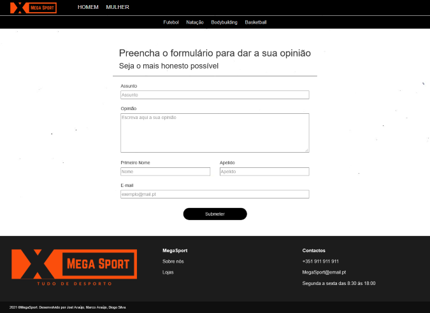 MEGA SPORT HOMEM MULHER
Futebol Natação Bodybuilding Basketball
Preencha o formulário para dar a sua opinião
Seja o mais honesto possível
Assunto
Assunto
Opinião
Escreva aqui a sua opinião
Primeiro Nome Apelido
Nome Apelido
E-mail
exemplo@mail.pt
Submeter
MEGA SPORT
TUDO DE DESPORTO
MegaSport
Sobre nós
Lojas
Contactos
+351 911 911 911
MegaSport@email.pt
Segunda a sexta das 8:30 às 18:00
2021 ©MegaSport. Desenvolvido por José Araújo, Marco Araújo, Diogo Silva